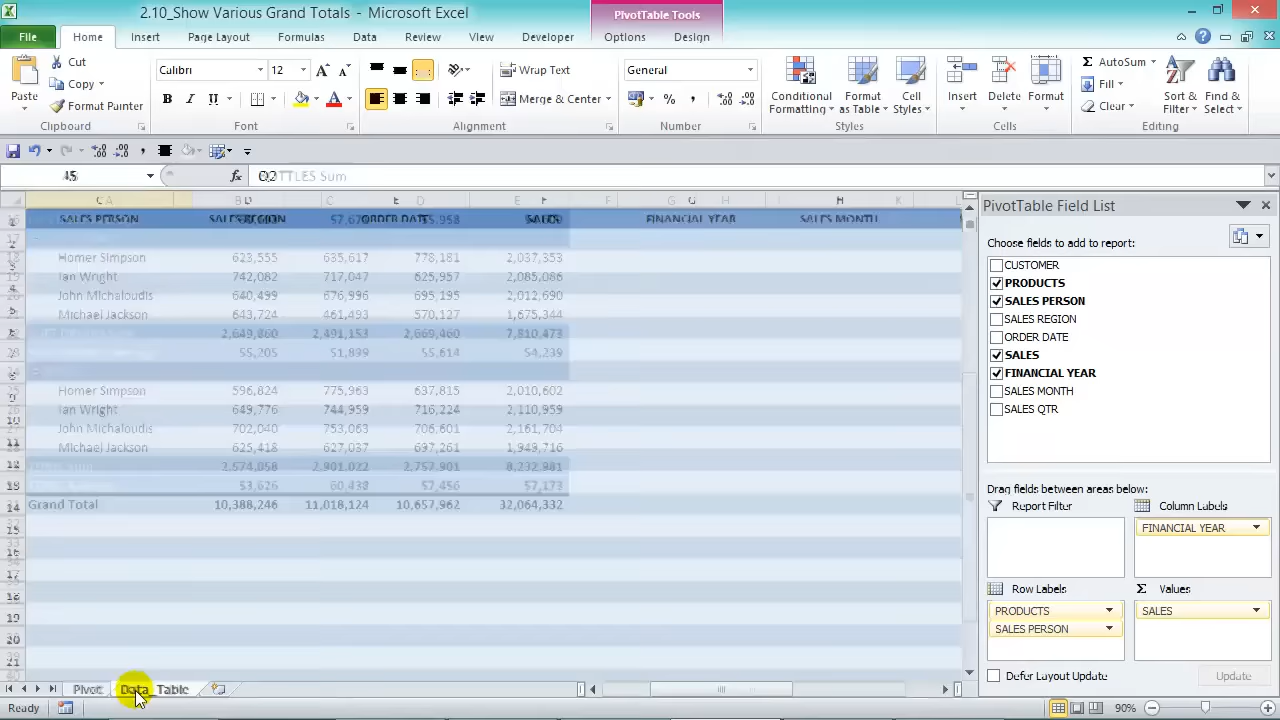 2.10_Show Various Grand Totals - Microsoft Excel
PivotTable Tools
File Home Insert Page Layout Formulas Data Review View Developer Options Design
Paste
Cut
Copy
Format Painter
Clipboard
Calibri 12
B I U
Font
Wrap Text
Merge & Center
Alignment
General
Number
Conditional Formatting
Format as Table
Cell Styles
Styles
Insert
Delete
Format
Cells
AutoSum
Fill
Clear
Sort & Filter
Find & Select
Editing
SALES PERSON SALES REGION ORDER DATE SALES FINANCIAL YEAR SALES MONTH
Homer Simpson 623,555 635,617 778,181 2,037,353
Ian Wright 742,082 717,047 625,957 2,085,086
John Michaloudis 640,499 676,996 695,195 2,012,690
Michael Jackson 643,724 461,493 570,127 1,675,344
2,649,860 2,491,153 2,669,460 7,810,473
55,205 51,899 55,614 54,239
Homer Simpson 596,824 775,963 637,815 2,010,602
Ian Wright 649,776 744,959 716,224 2,110,959
John Michaloudis 702,040 753,063 706,601 2,161,704
Michael Jackson 625,418 627,037 697,261 1,949,716
2,574,058 2,901,022 2,757,901 8,232,981
53,626 60,438 57,456 57,173
Grand Total 10,388,246 11,018,124 10,657,962 32,064,332
PivotTable Field List
Choose fields to add to report:
CUSTOMER
PRODUCTS
SALES PERSON
SALES REGION
ORDER DATE
SALES
FINANCIAL YEAR
SALES MONTH
SALES QTR
Drag fields between areas below:
Report Filter
Column Labels
FINANCIAL YEAR
Row Labels
PRODUCTS
SALES PERSON
Values
SALES
Defer Layout Update
Update
Pivot Data_Table
Ready
90%